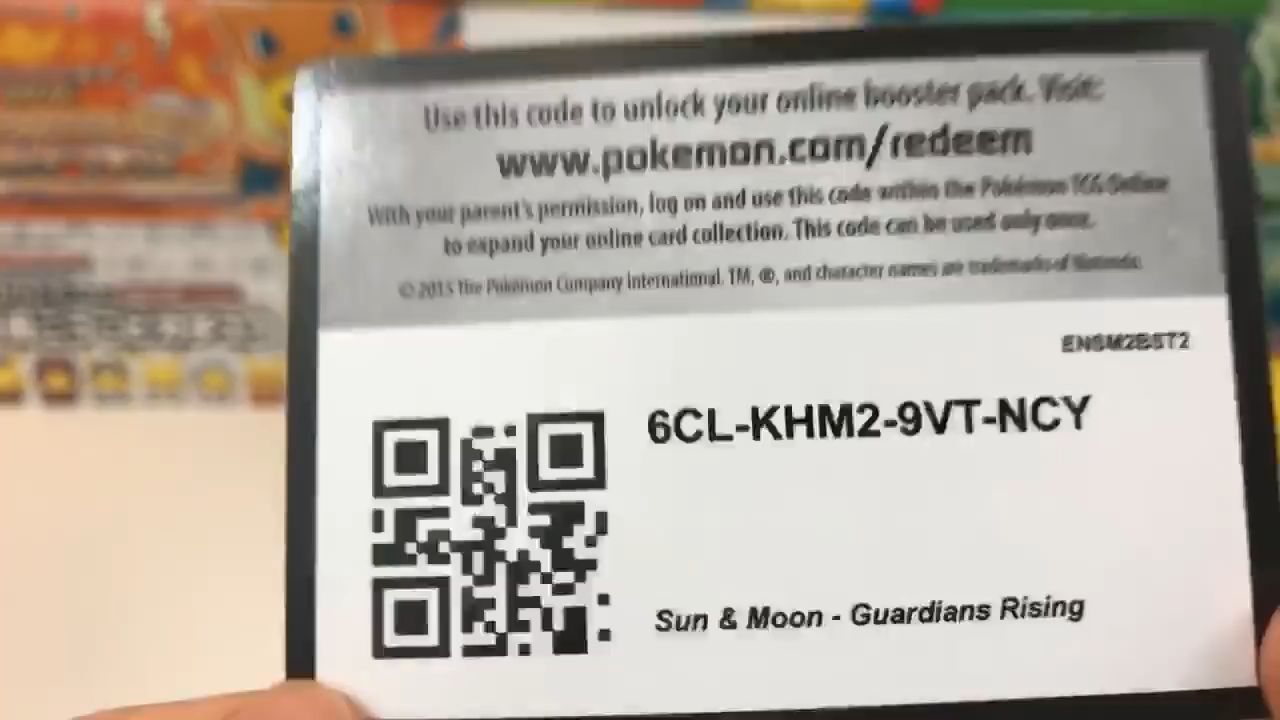 Use this code to unlock your online booster pack. Visit:
www.pokemon.com/redeem
With your parent's permission, log on and use this code within the Pokémon TCG Online
to expand your online card collection. This code can be used only once.
© 2015 The Pokémon Company International. TM, ®, and character names are trademarks of Nintendo.
ENSM2BST2
6CL-KHM2-9VT-NCY
Sun & Moon - Guardians Rising